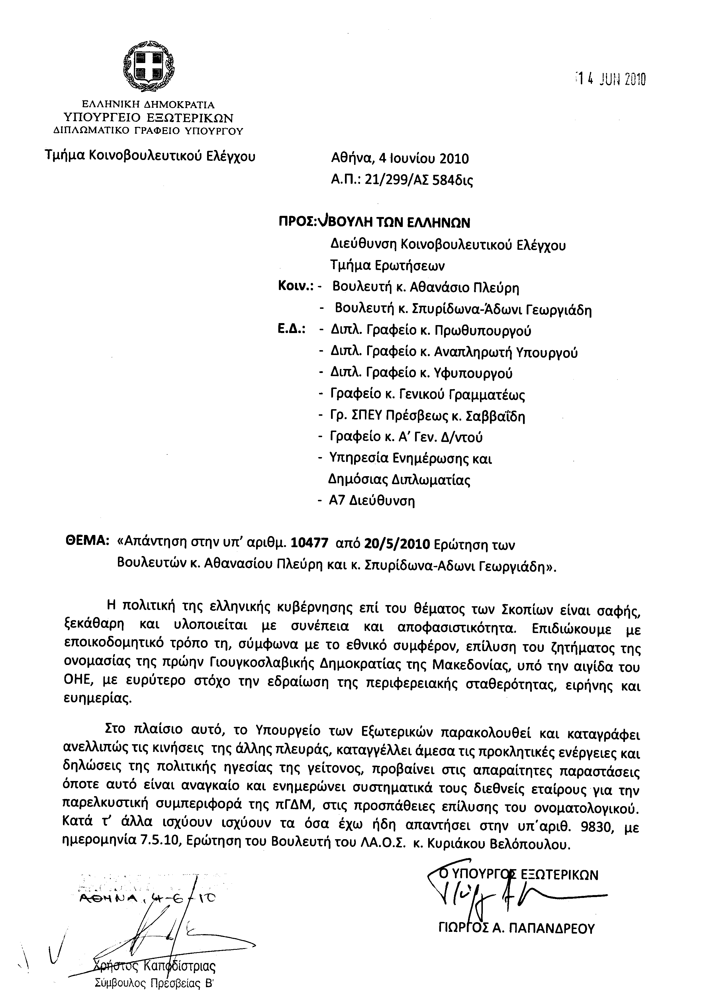 14 JUN 2010
ΕΛΛΗΝΙΚΗ ΔΗΜΟΚΡΑΤΙΑ
ΥΠΟΥΡΓΕΙΟ ΕΞΩΤΕΡΙΚΩΝ
ΔΙΠΛΩΜΑΤΙΚΟ ΓΡΑΦΕΙΟ ΥΠΟΥΡΓΟΥ
Τμήμα Κοινοβουλευτικού Ελέγχου
Αθήνα, 4 Ιουνίου 2010
Α.Π.: 21/299/ΑΣ 584δις
ΠΡΟΣ: ΒΟΥΛΗ ΤΩΝ ΕΛΛΗΝΩΝ
Διεύθυνση Κοινοβουλευτικού Ελέγχου
Τμήμα Ερωτήσεων
Κοιν.: - Βουλευτή κ. Αθανάσιο Πλεύρη
- Βουλευτή κ. Σπυρίδωνα-Άδωνι Γεωργιάδη
Ε.Δ.: - Διπλ. Γραφείο κ. Πρωθυπουργού
- Διπλ. Γραφείο κ. Αναπληρωτή Υπουργού
- Διπλ. Γραφείο κ. Υφυπουργού
- Γραφείο κ. Γενικού Γραμματέως
- Γρ. ΣΠΕΥ Πρέσβεως κ. Σαββαΐδη
- Γραφείο κ. Α' Γεν. Δ/ντού
- Υπηρεσία Ενημέρωσης και
Δημόσιας Διπλωματίας
- Α7 Διεύθυνση
ΘΕΜΑ: «Απάντηση στην υπ' αριθμ. 10477 από 20/5/2010 Ερώτηση των
Βουλευτών κ. Αθανασίου Πλεύρη και κ. Σπυρίδωνα-Αδωνι Γεωργιάδη».
Η πολιτική της ελληνικής κυβέρνησης επί του θέματος των Σκοπίων είναι σαφής,
ξεκάθαρη και υλοποιείται με συνέπεια και αποφασιστικότητα. Επιδιώκουμε με
εποικοδομητικό τρόπο τη, σύμφωνα με το εθνικό συμφέρον, επίλυση του ζητήματος της
ονομασίας της πρώην Γιουγκοσλαβικής Δημοκρατίας της Μακεδονίας, υπό την αιγίδα του
ΟΗΕ, με ευρύτερο στόχο την εδραίωση της περιφερειακής σταθερότητας, ειρήνης και
ευημερίας.
Στο πλαίσιο αυτό, το Υπουργείο των Εξωτερικών παρακολουθεί και καταγράφει
ανελλιπώς τις κινήσεις της άλλης πλευράς, καταγγέλλει άμεσα τις προκλητικές ενέργειες και
δηλώσεις της πολιτικής ηγεσίας της γείτονος, προβαίνει στις απαραίτητες παραστάσεις
όποτε αυτό είναι αναγκαίο και ενημερώνει συστηματικά τους διεθνείς εταίρους για την
παρελκυστική συμπεριφορά της πΓΔΜ, στις προσπάθειες επίλυσης του ονοματολογικού.
Κατά τ' άλλα ισχύουν ισχύουν τα όσα έχω ήδη απαντήσει στην υπ'αριθ. 9830, με
ημερομηνία 7.5.10, Ερώτηση του Βουλευτή του ΛΑ.Ο.Σ. κ. Κυριάκου Βελόπουλου.
Ο ΥΠΟΥΡΓΟΣ ΕΞΩΤΕΡΙΚΩΝ
ΓΙΩΡΓΟΣ Α. ΠΑΠΑΝΔΡΕΟΥ
ΑΘΗΝΑ, 4-6-10
Χρήστος Καποδίστριας
Σύμβουλος Πρεσβείας Β'